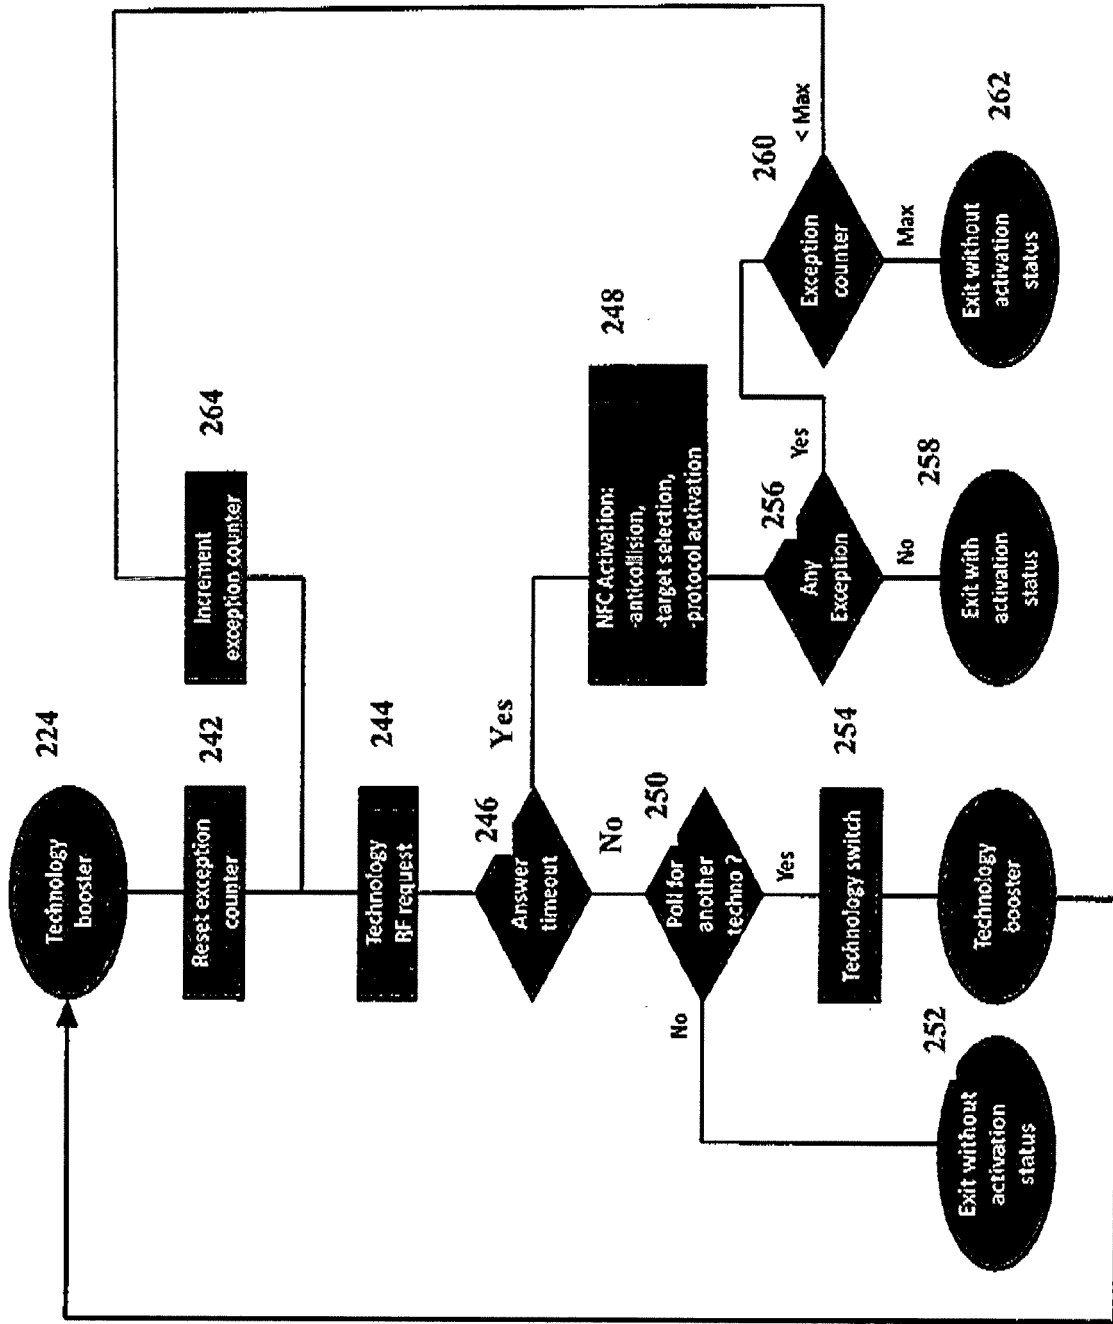 224
Technology
booster
242
Reset exception
counter
264
Increment
exception counter
244
Technology
RF request
246
Answer
timeout
Yes
No
248
NFC Activation:
-anticollision,
-target selection,
-protocol activation
250
Poll for
another
techno ?
No
Yes
252
Exit without
activation
status
254
Technology switch
Technology
booster
256
Any
Exception
Yes
No
258
Exit with
activation
status
260
Exception
counter
< Max
Max
262
Exit without
activation
status